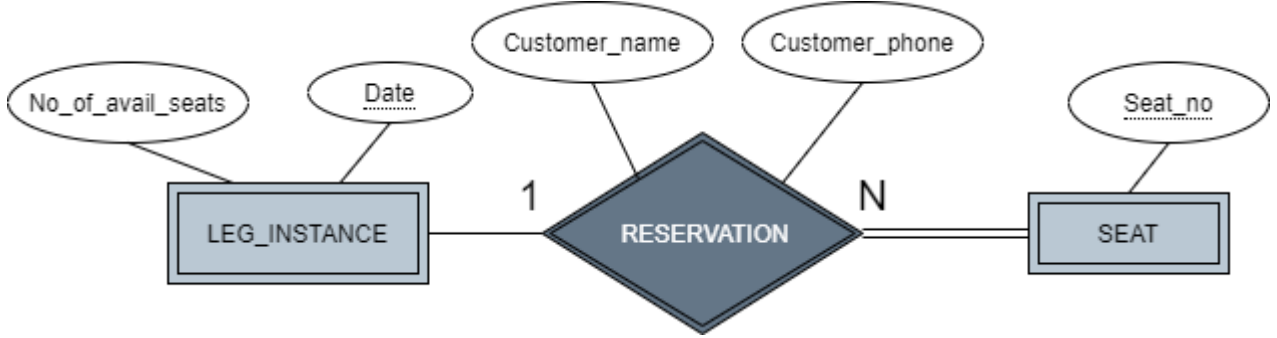 Customer_name
Customer_phone
No_of_avail_seats
Date
Seat_no
1
N
LEG_INSTANCE
RESERVATION
SEAT